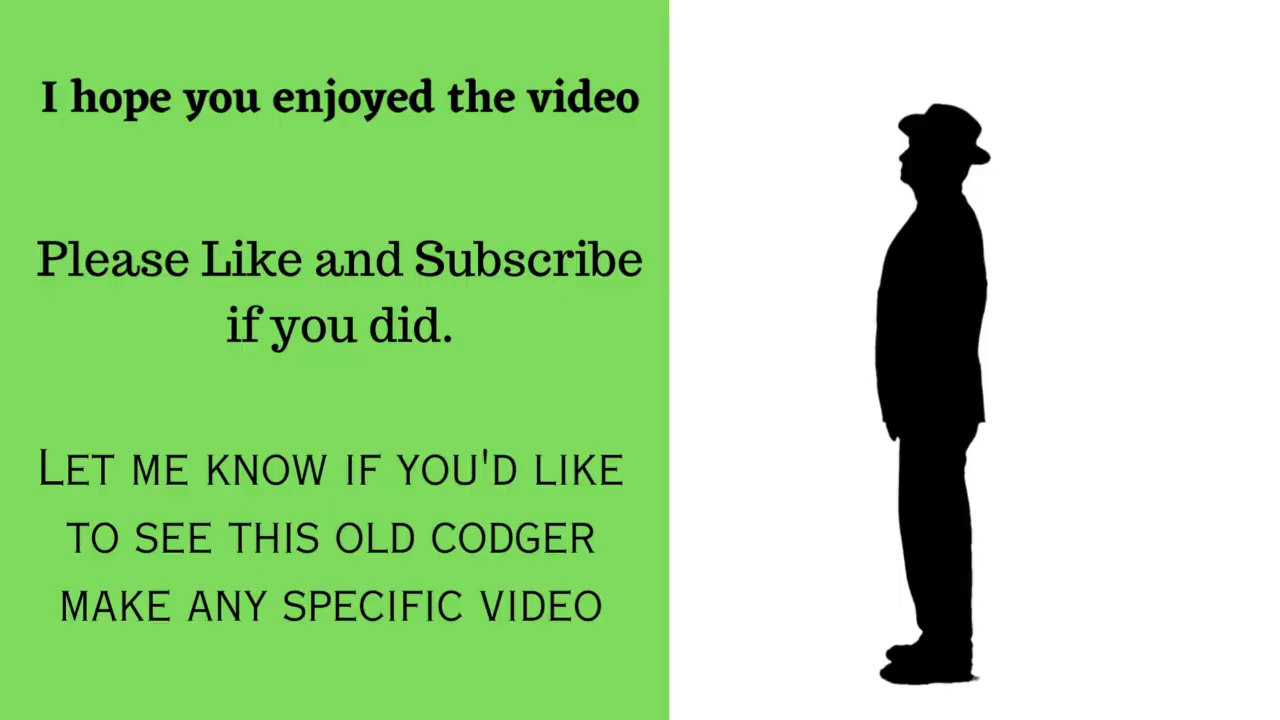 I hope you enjoyed the video
Please Like and Subscribe
if you did.
LET ME KNOW IF YOU'D LIKE
TO SEE THIS OLD CODGER
MAKE ANY SPECIFIC VIDEO